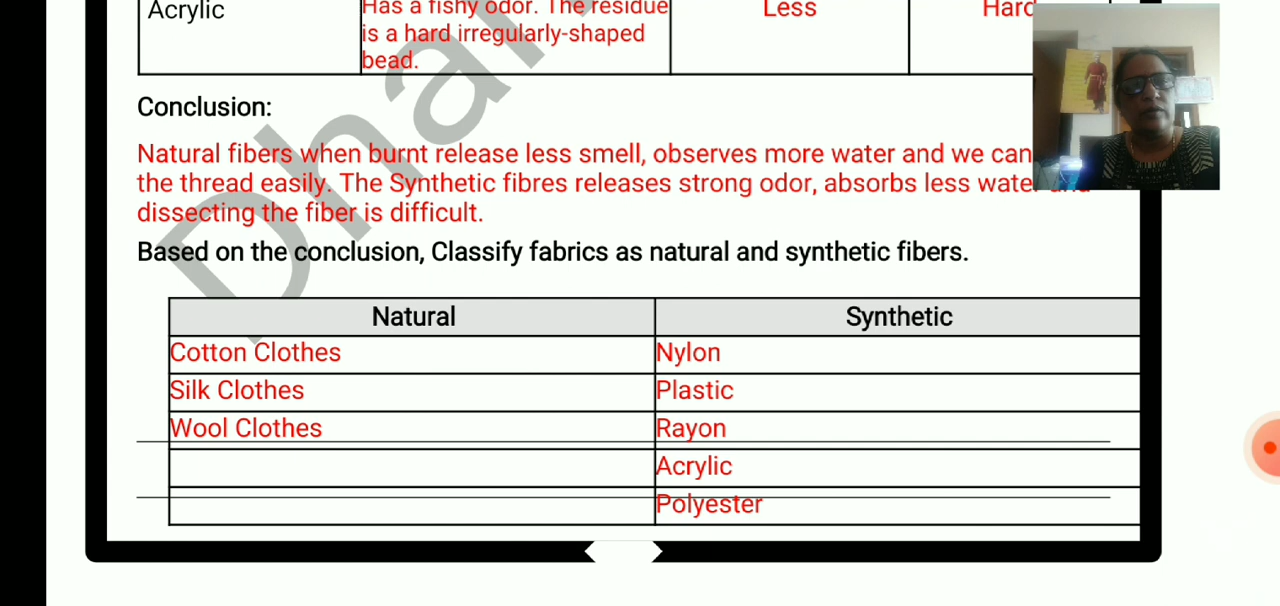 Acrylic
Has a fishy odor. The residue
is a hard irregularly-shaped
bead.
Less
Hard
Conclusion:
Natural fibers when burnt release less smell, observes more water and we can
the thread easily. The Synthetic fibres releases strong odor, absorbs less water and
dissecting the fiber is difficult.
Based on the conclusion, Classify fabrics as natural and synthetic fibers.
Natural
Synthetic
Cotton Clothes
Nylon
Silk Clothes
Plastic
Wool Clothes
Rayon
Acrylic
Polyester